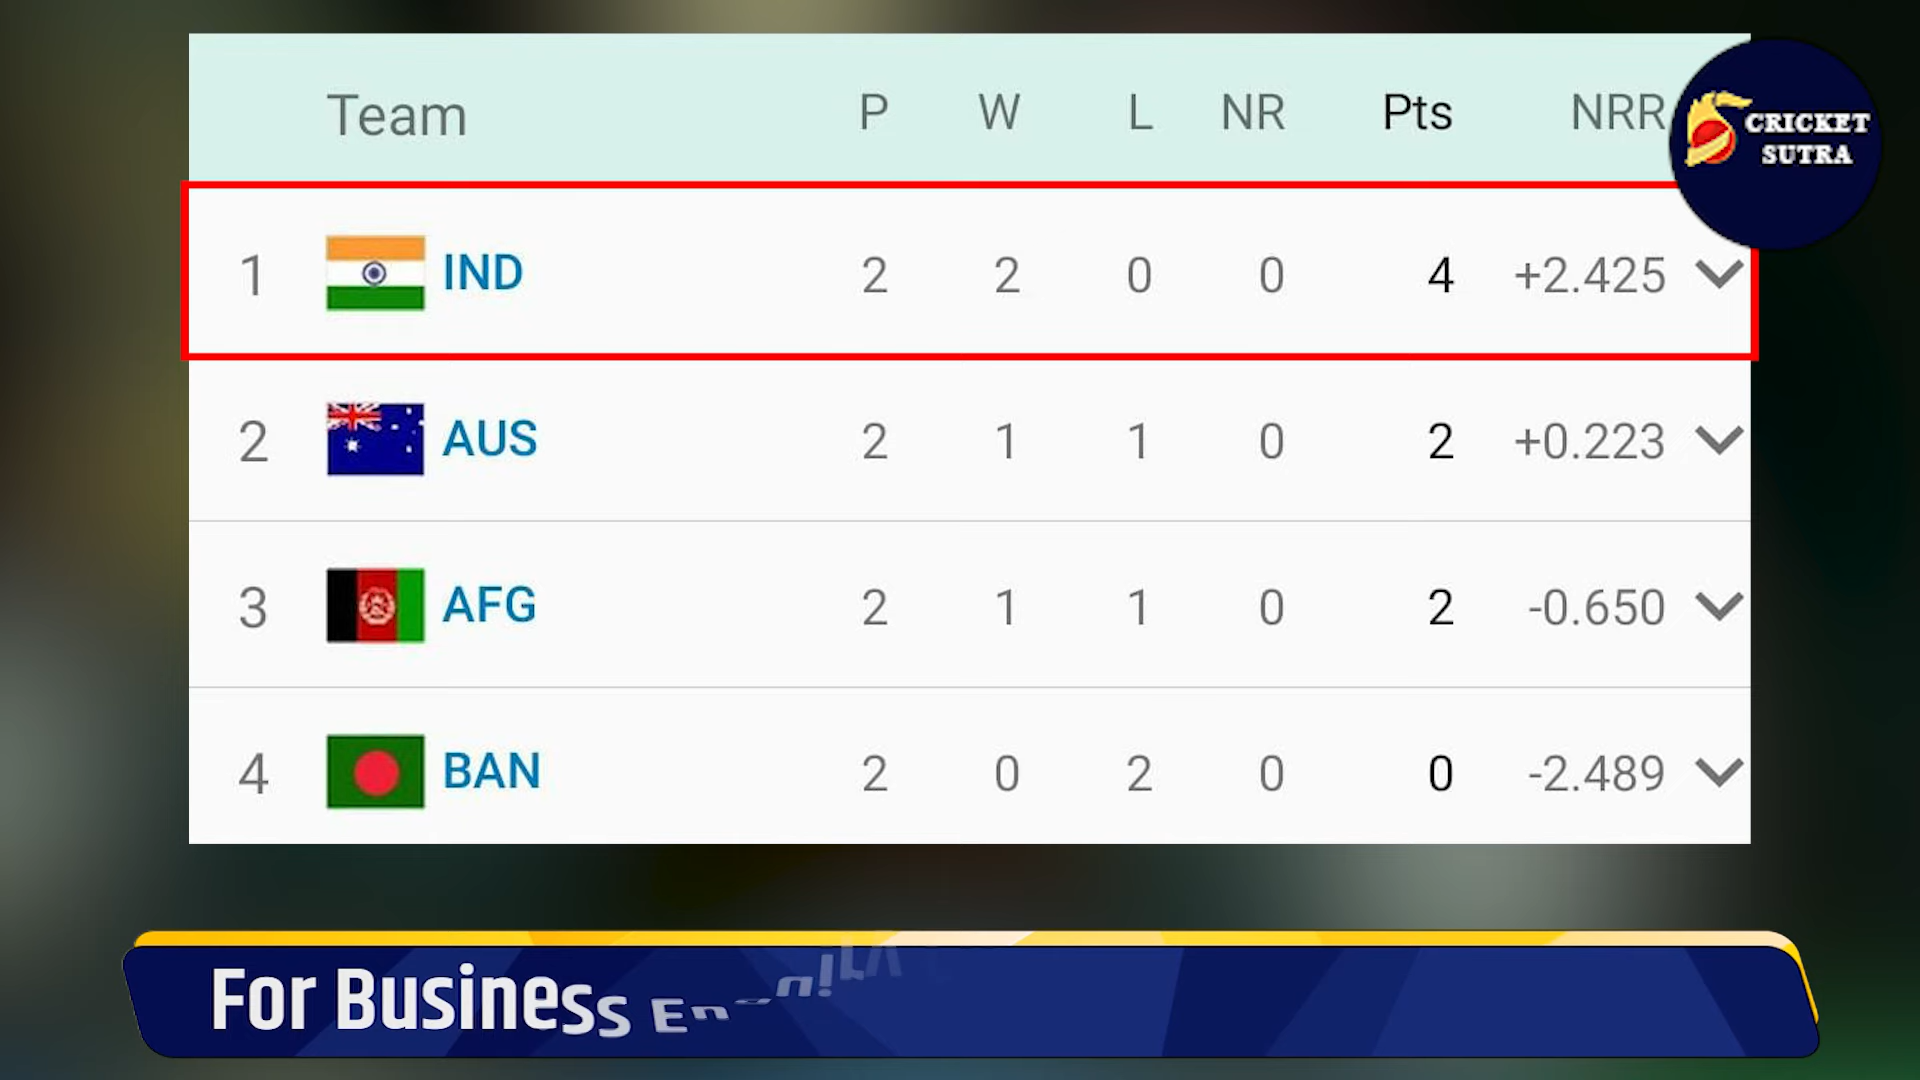 Team P W L NR Pts NRR
CRICKET
SUTRA
1 IND 2 2 0 0 4 +2.425
2 AUS 2 1 1 0 2 +0.223
3 AFG 2 1 1 0 2 -0.650
4 BAN 2 0 2 0 0 -2.489
For Business